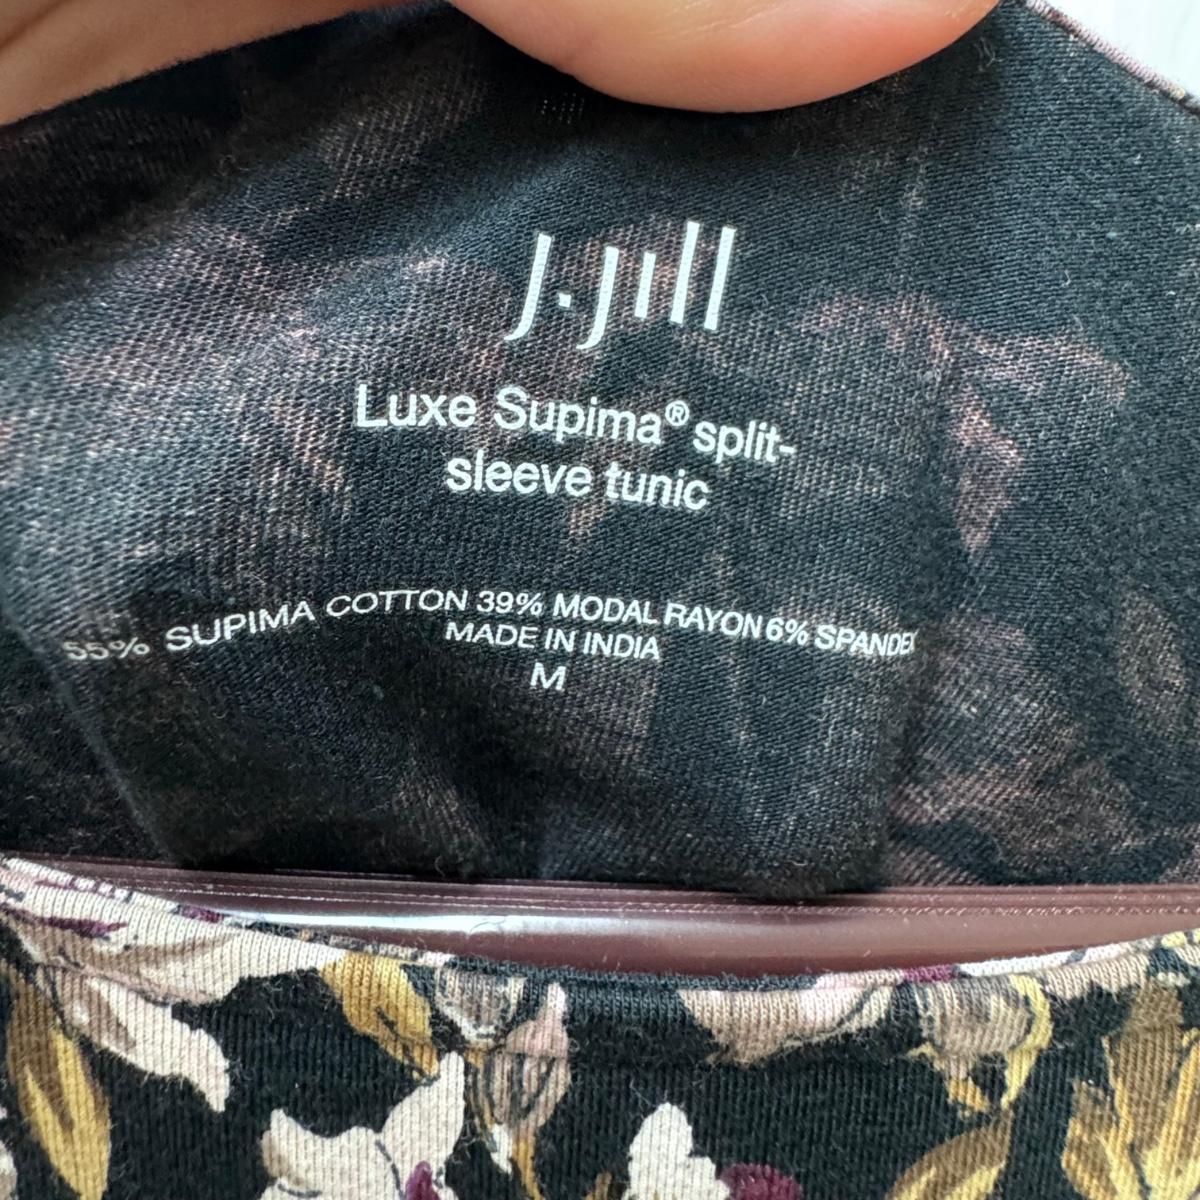 J.Jill
Luxe Supima® split-
sleeve tunic
55% SUPIMA COTTON 39% MODAL RAYON 6% SPANDEX
MADE IN INDIA
M